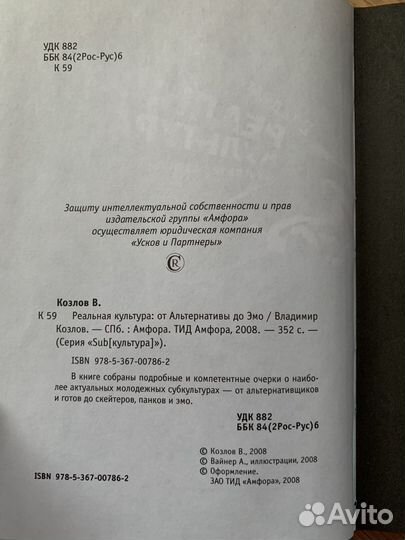 УДК 882
ББК 84(2Рос-Рус)6
К 59
Защиту интеллектуальной собственности и прав
издательской группы «Амфора»
осуществляет юридическая компания
«Усков и Партнеры»
Козлов В.
К 59 Реальная культура: от Альтернативы до Эмо / Владимир
Козлов. — СПб. : Амфора. ТИД Амфора, 2008. — 352 с. —
(Серия «Sub[культура]»).
ISBN 978-5-367-00786-2
В книге собраны подробные и компетентные очерки о наибо-
лее актуальных молодежных субкультурах — от альтернативщиков
и готов до скейтеров, панков и эмо.
УДК 882
ББК 84(2Рос-Рус)6
© Козлов В., 2008
© Вайнер А., иллюстрации, 2008
© Оформление.
ЗАО ТИД «Амфора», 2008
ISBN 978-5-367-00786-2
Avito